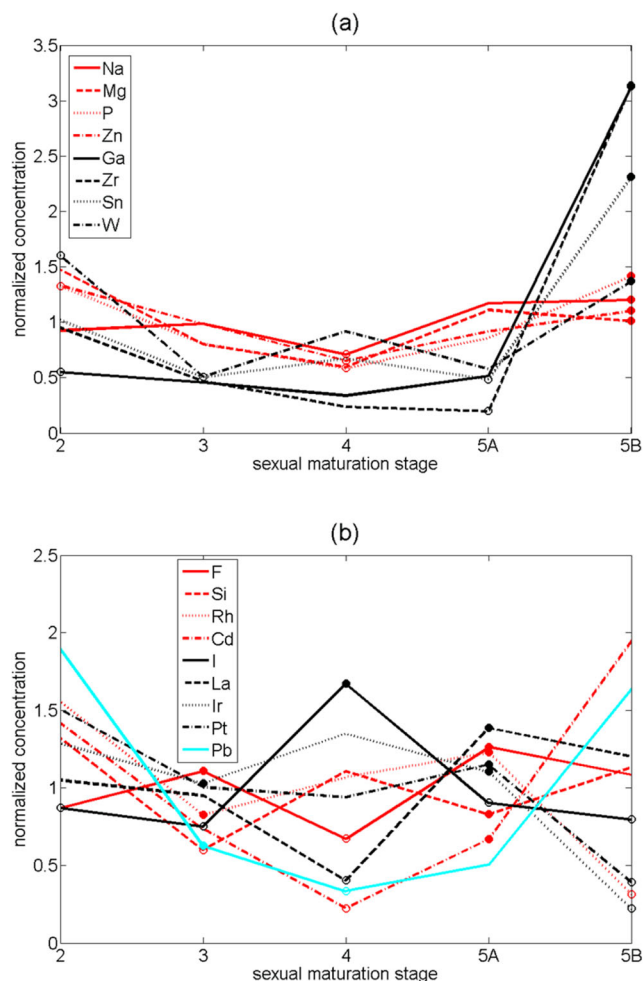 (a)
3.5
3
2.5
2
1.5
1
0.5
0
normalized concentration
Na
Mg
P
Zn
Ga
Zr
Sn
W
2 3 4 5A 5B
sexual maturation stage
(b)
2.5
2
1.5
1
0.5
0
normalized concentration
F
Si
Rh
Cd
I
La
Ir
Pt
Pb
2 3 4 5A 5B
sexual maturation stage